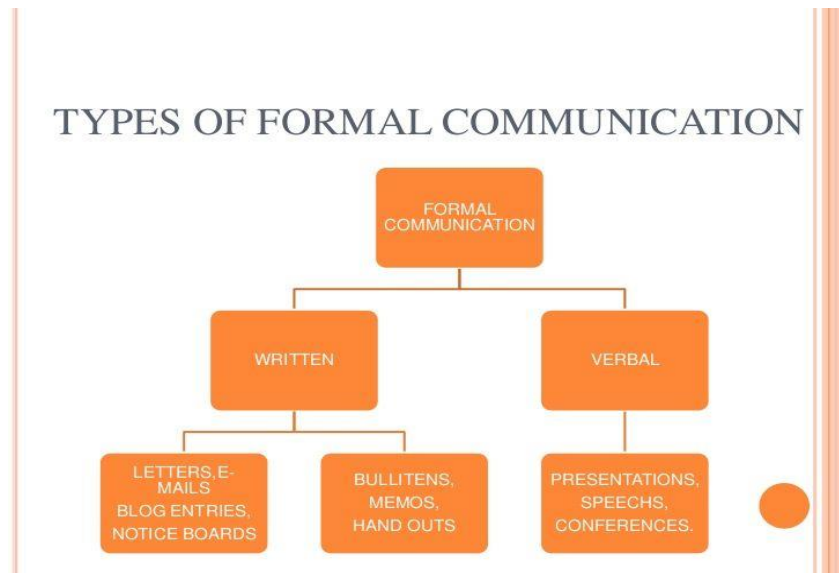 TYPES OF FORMAL COMMUNICATION
FORMAL
COMMUNICATION
WRITTEN
VERBAL
LETTERS,E-
MAILS
BLOG ENTRIES,
NOTICE BOARDS
BULLITENS,
MEMOS,
HAND OUTS
PRESENTATIONS,
SPEECHS,
CONFERENCES.